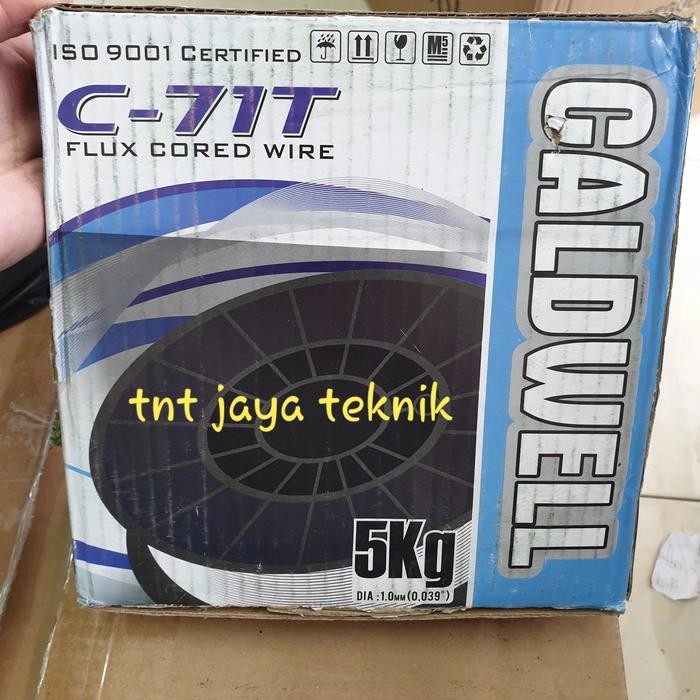 ISO 9001 CERTIFIED
C-71T
FLUX CORED WIRE
CALDWELL
tnt jaya teknik
5Kg
DIA :1.0MM(0,039")